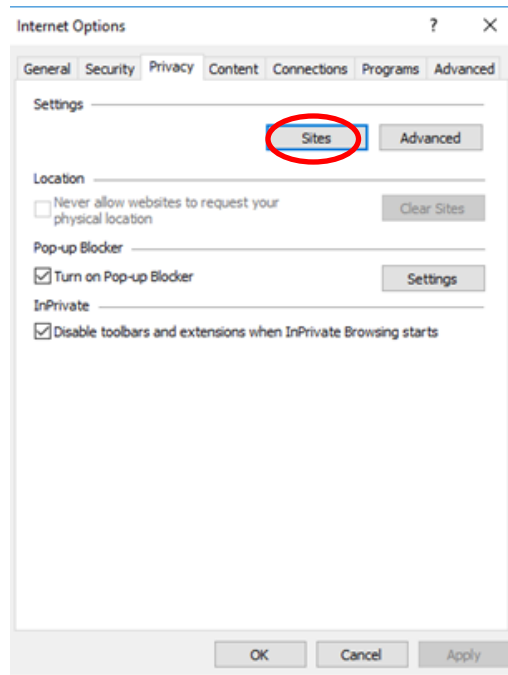 Internet Options ? ×
General Security Privacy Content Connections Programs Advanced
Settings
Sites Advanced
Location
Never allow websites to request your
physical location
Clear Sites
Pop-up Blocker
Turn on Pop-up Blocker Settings
InPrivate
Disable toolbars and extensions when InPrivate Browsing starts
OK Cancel Apply